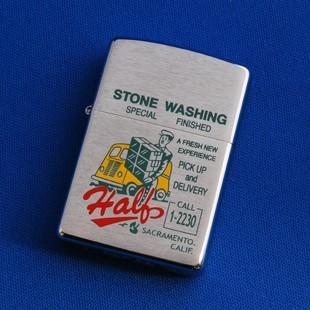 STONE WASHING
SPECIAL FINISHED
A FRESH NEW
EXPERIENCE
PICK UP
and
DELIVERY
CALL
1-2230
Half
SACRAMENTO.
CALIF.